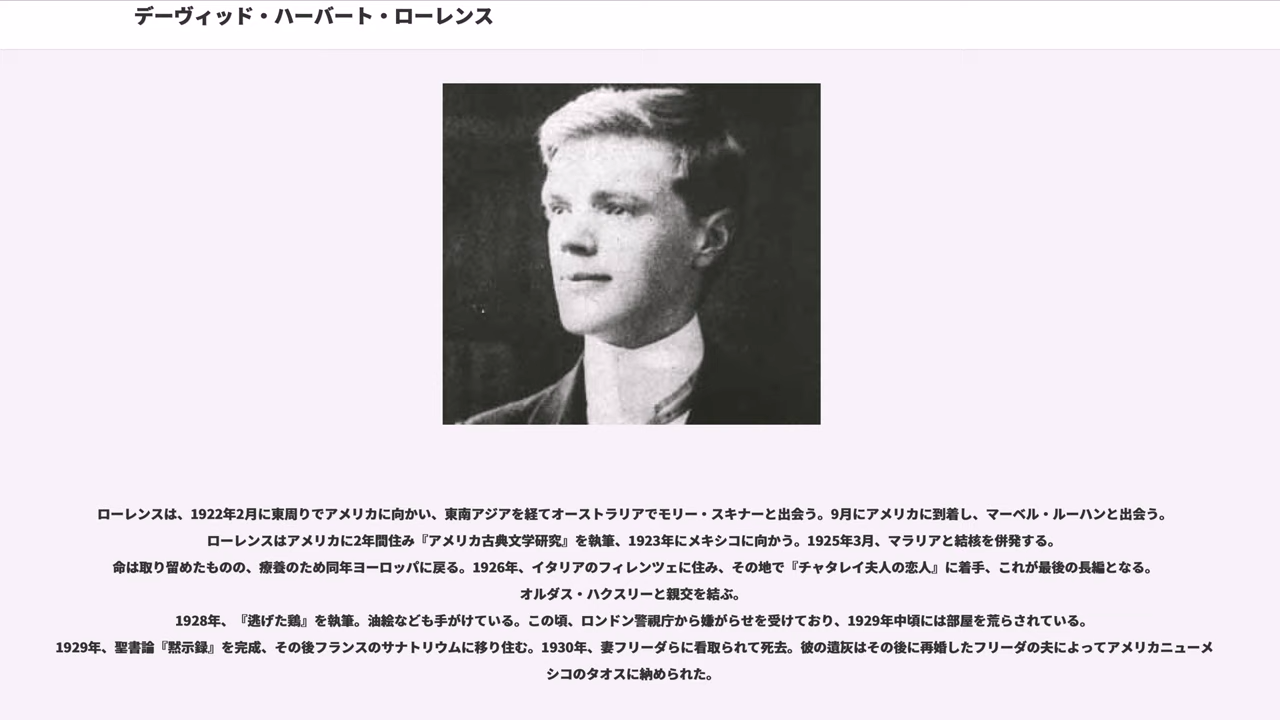 デーヴィッド・ハーバート・ローレンス
ローレンスは、1922年2月に東周りでアメリカに向かい、東南アジアを経てオーストラリアでモリー・スキナーと出会う。9月にアメリカに到着し、マーベル・ルーハンと出会う。
ローレンスはアメリカに2年間住み『アメリカ古典文学研究』を執筆、1923年にメキシコに向かう。1925年3月、マラリアと結核を併発する。
命は取り留めたものの、療養のため同年ヨーロッパに戻る。1926年、イタリアのフィレンツェに住み、その地で『チャタレイ夫人の恋人』に着手、これが最後の長編となる。
オルダス・ハクスリーと親交を結ぶ。
1928年、『逃げた鶏』を執筆。油絵なども手がけている。この頃、ロンドン警視庁から嫌がらせを受けており、1929年中頃には部屋を荒らされている。
1929年、聖書論『黙示録』を完成、その後フランスのサナトリウムに移り住む。1930年、妻フリーダらに看取られて死去。彼の遺灰はその後に再婚したフリーダの夫によってアメリカニューメ
シコのタオスに納められた。